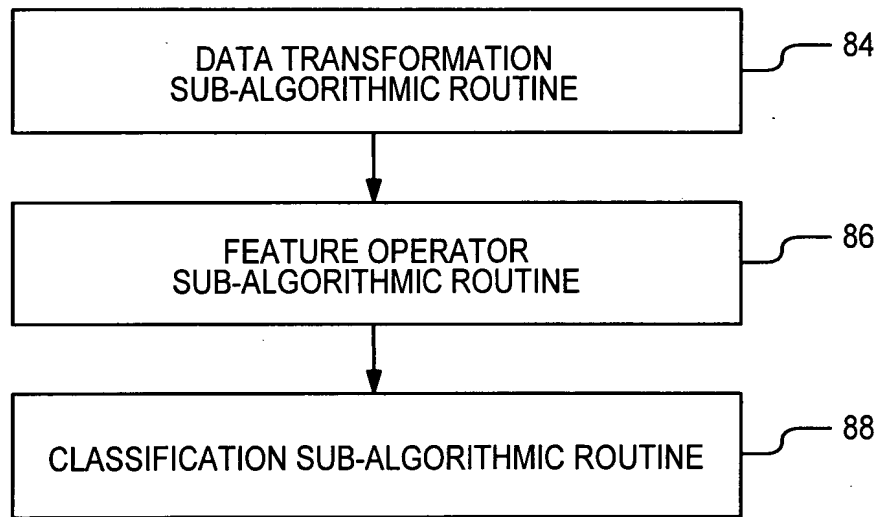 DATA TRANSFORMATION
SUB-ALGORITHMIC ROUTINE
84
FEATURE OPERATOR
SUB-ALGORITHMIC ROUTINE
86
CLASSIFICATION SUB-ALGORITHMIC ROUTINE
88